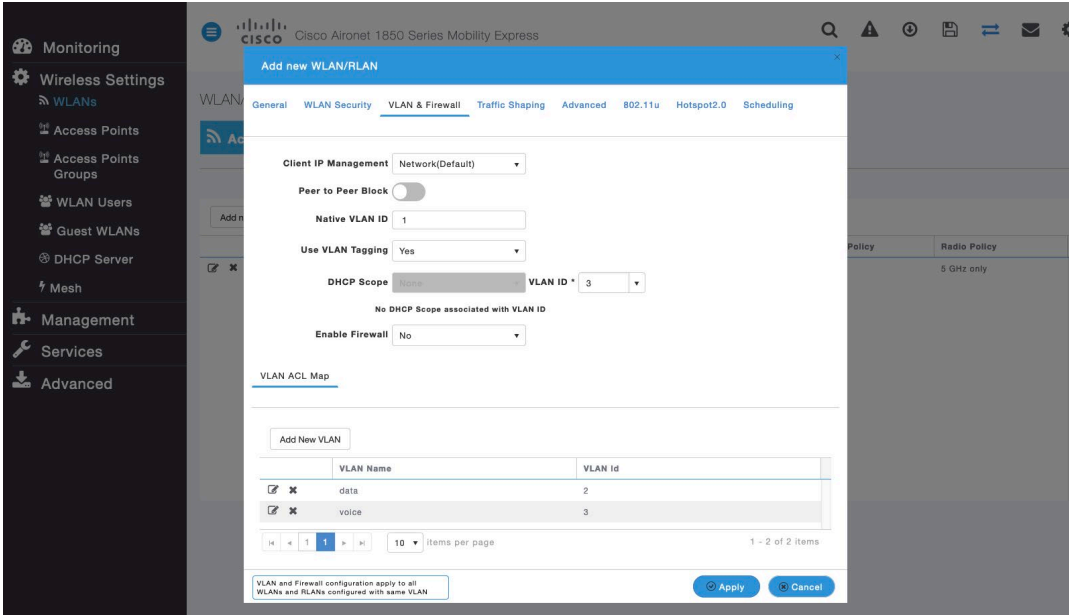 Monitoring
Wireless Settings
WLANs
Access Points
Access Points
Groups
WLAN Users
Guest WLANs
DHCP Server
Mesh
Management
Services
Advanced
CISCO Cisco Aironet 1850 Series Mobility Express
WLAN/
Add new WLAN/RLAN
General WLAN Security VLAN & Firewall Traffic Shaping Advanced 802.11u Hotspot2.0 Scheduling
Client IP Management Network(Default)
Peer to Peer Block
Native VLAN ID 1
Use VLAN Tagging Yes
DHCP Scope None VLAN ID * 3
No DHCP Scope associated with VLAN ID
Enable Firewall No
VLAN ACL Map
Add New VLAN
VLAN Name VLAN Id
data 2
voice 3
1 1 10 items per page 1 - 2 of 2 items
VLAN and Firewall configuration apply to all
WLANs and RLANs configured with same VLAN
Apply Cancel
Policy Radio Policy
5 GHz only